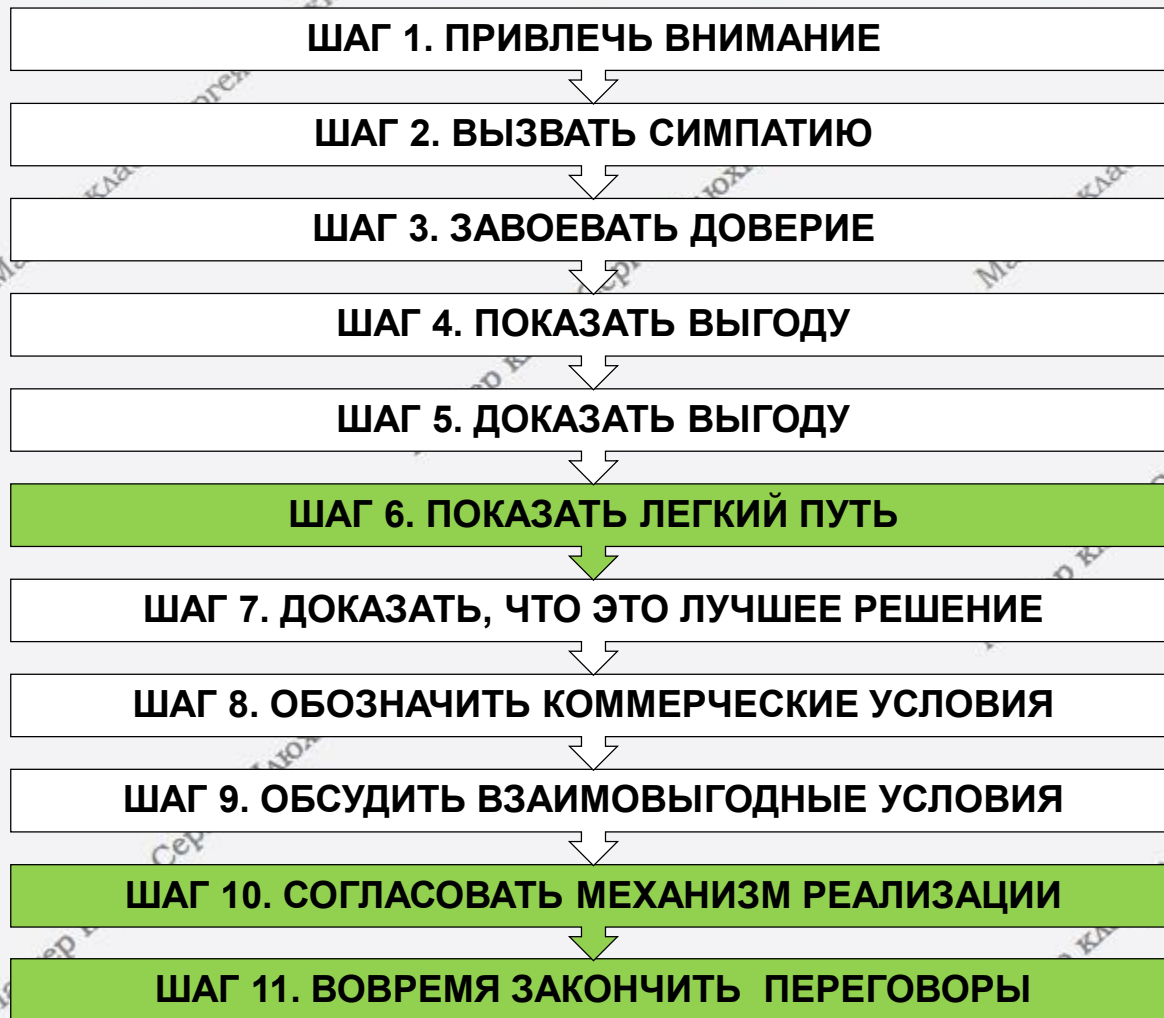 ШАГ 1. ПРИВЛЕЧЬ ВНИМАНИЕ
ШАГ 2. ВЫЗВАТЬ СИМПАТИЮ
ШАГ 3. ЗАВОЕВАТЬ ДОВЕРИЕ
ШАГ 4. ПОКАЗАТЬ ВЫГОДУ
ШАГ 5. ДОКАЗАТЬ ВЫГОДУ
ШАГ 6. ПОКАЗАТЬ ЛЕГКИЙ ПУТЬ
ШАГ 7. ДОКАЗАТЬ, ЧТО ЭТО ЛУЧШЕЕ РЕШЕНИЕ
ШАГ 8. ОБОЗНАЧИТЬ КОММЕРЧЕСКИЕ УСЛОВИЯ
ШАГ 9. ОБСУДИТЬ ВЗАИМОВЫГОДНЫЕ УСЛОВИЯ
ШАГ 10. СОГЛАСОВАТЬ МЕХАНИЗМ РЕАЛИЗАЦИИ
ШАГ 11. ВОВРЕМЯ ЗАКОНЧИТЬ ПЕРЕГОВОРЫ